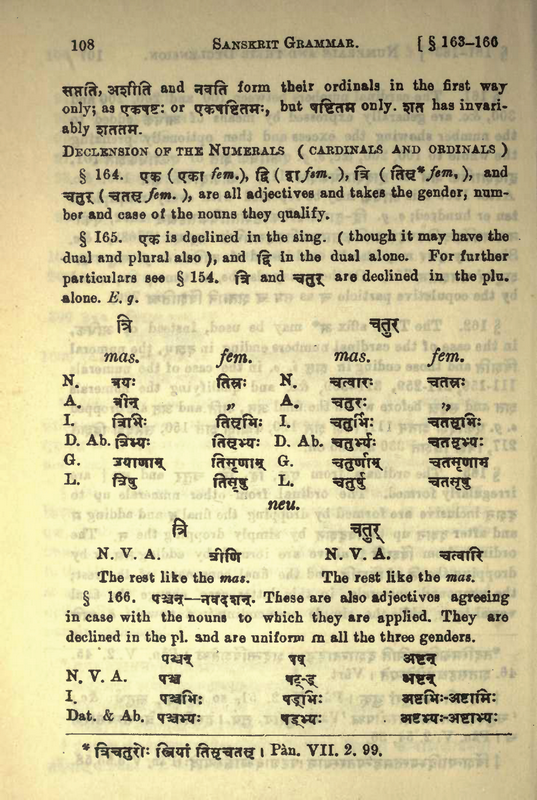 108 SANSKRIT GRAMMAR. [ § 163-166
सप्तति, अशीति and नवति form their ordinals in the first way
only; as एकषष्टः or एकषष्टितमः, but षष्टितम only. शत has invari-
ably शततम.
DECLENSION OF THE NUMERALS ( CARDINALS AND ORDINALS )
§ 164. एक ( एका fem.), द्वि ( द्वा fem. ), त्रि ( तिसृ* fem, ), and
चतुर् ( चतसृ fem. ), are all adjectives and takes the gender, num-
ber and case of the nouns they qualify.
§ 165. एक is declined in the sing. ( though it may have the
dual and plural also ), and द्वि in the dual alone. For further
particulars see § 154. त्रि and चतुर् are declined in the plu.
alone. E. g.
त्रि चतुर्
mas. fem. mas. fem.
N. त्रयः तिस्रः N. चत्वारः चतस्रः
A. त्रीन् „ A. चतुरः „
I. त्रिभिः तिसृभिः I. चतुर्भिः चतसृभिः
D. Ab. त्रिभ्यः तिसृभ्यः D. Ab. चतुर्भ्यः चतसृभ्यः
G. त्रयाणाम् तिसृणाम् G. चतुर्णाम् चतसृणाम
L. त्रिषु तिसृषु L. चतुर्षु चतसृषु
neu.
त्रि चतुर्
N. V. A. त्रीणि N. V. A. चत्वारि
The rest like the mas. The rest like the mas.
§ 166. पञ्चन्—नवदशन्. These are also adjectives agreeing
in case with the nouns to which they are applied. They are
declined in the pl. and are uniform in all the three genders.
पञ्चन् षष् अष्टन्
N. V. A. पञ्च षट्-ड् अष्टन्
I. पञ्चभिः षड्भिः अष्टभिः-अष्टाभिः
Dat. & Ab. पञ्चभ्यः षड्भ्यः अष्टभ्यः-अष्टाभ्यः
* त्रिचतुरोः स्त्रियां तिसृचतसृ । Pàn. VII. 2. 99.